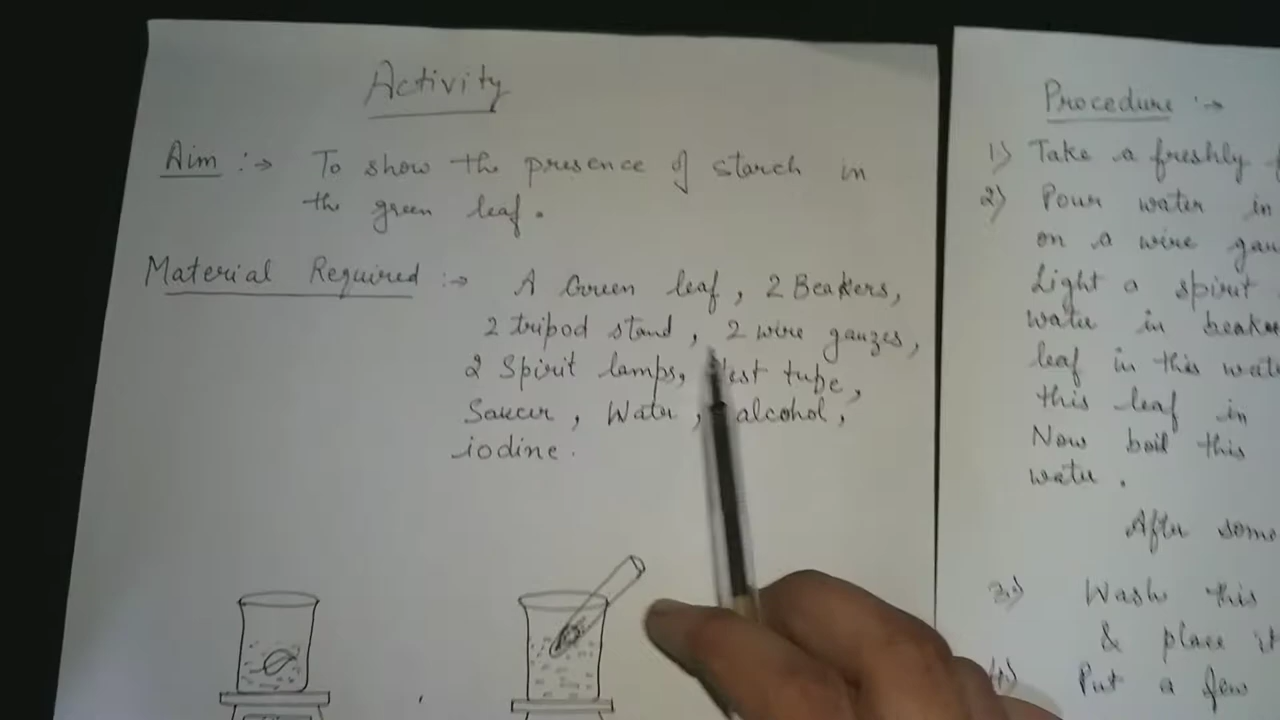 Activity
Aim :→ To show the presence of starch in
the green leaf.
Material Required :→ A Green leaf, 2 Beakers,
2 tripod stand, 2 wire gauzes,
2 Spirit lamps, Test tube,
Saucer, Water, alcohol,
iodine.
Procedure :→
1) Take a freshly
2) Pour water in
on a wire gau
Light a spirit
water in beake
leaf in this wate
this leaf in
Now boil this
water.
After some
3.) Wash this
& place it
4) Put a few